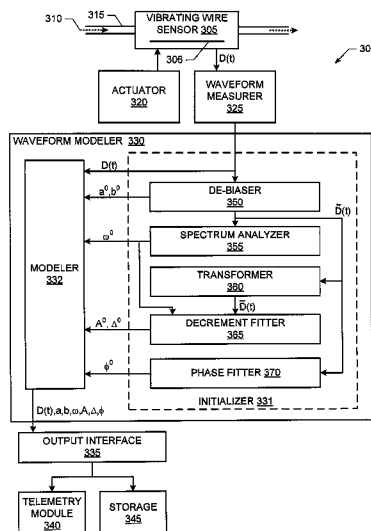 VIBRATING WIRE
SENSOR 305
310
315
306
D(t)
30
ACTUATOR
320
WAVEFORM
MEASURER
325
WAVEFORM MODELER 330
D(t)
DE-BIASER
350
a⁰,b⁰
D̃(t)
SPECTRUM ANALYZER
355
ω⁰
MODELER
332
TRANSFORMER
360
D̄(t)
DECREMENT FITTER
365
A⁰, Δ⁰
PHASE FITTER 370
ϕ⁰
INITIALIZER 331
D(t),a,b,ω,A,Δ,ϕ
OUTPUT INTERFACE
335
TELEMETRY
MODULE
340
STORAGE
345